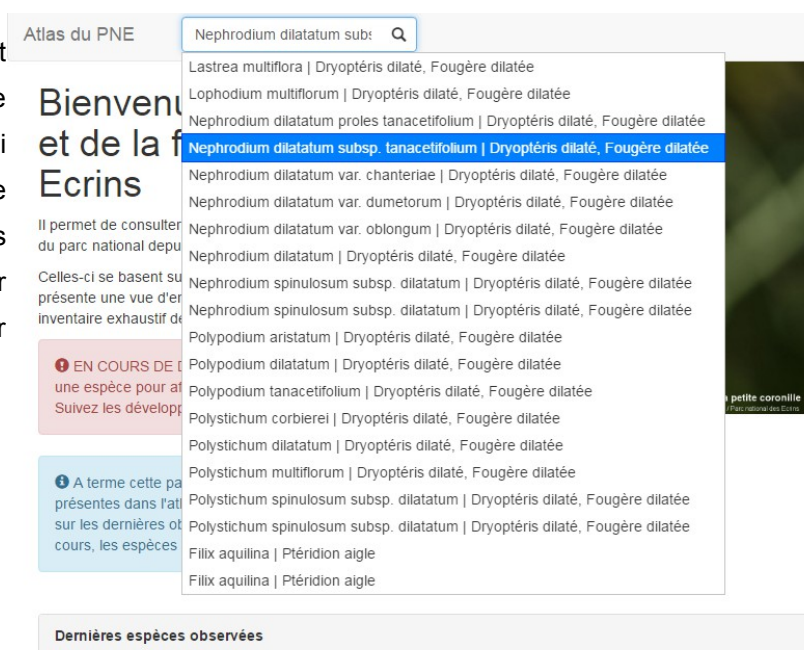 Atlas du PNE
Nephrodium dilatatum subs
Lastrea multiflora | Dryoptéris dilaté, Fougère dilatée
Lophodium multiflorum | Dryoptéris dilaté, Fougère dilatée
Nephrodium dilatatum proles tanacetifolium | Dryoptéris dilaté, Fougère dilatée
Nephrodium dilatatum subsp. tanacetifolium | Dryoptéris dilaté, Fougère dilatée
Nephrodium dilatatum var. chanteriae | Dryoptéris dilaté, Fougère dilatée
Nephrodium dilatatum var. dumetorum | Dryoptéris dilaté, Fougère dilatée
Nephrodium dilatatum var. oblongum | Dryoptéris dilaté, Fougère dilatée
Nephrodium dilatatum | Dryoptéris dilaté, Fougère dilatée
Nephrodium spinulosum subsp. dilatatum | Dryoptéris dilaté, Fougère dilatée
Nephrodium spinulosum subsp. dilatatum | Dryoptéris dilaté, Fougère dilatée
Polypodium aristatum | Dryoptéris dilaté, Fougère dilatée
Polypodium dilatatum | Dryoptéris dilaté, Fougère dilatée
Polypodium tanacetifolium | Dryoptéris dilaté, Fougère dilatée
Polystichum corbierei | Dryoptéris dilaté, Fougère dilatée
Polystichum dilatatum | Dryoptéris dilaté, Fougère dilatée
Polystichum multiflorum | Dryoptéris dilaté, Fougère dilatée
Polystichum spinulosum subsp. dilatatum | Dryoptéris dilaté, Fougère dilatée
Polystichum spinulosum subsp. dilatatum | Dryoptéris dilaté, Fougère dilatée
Filix aquilina | Ptéridion aigle
Filix aquilina | Ptéridion aigle
Bienvenu
et de la f
Ecrins
Il permet de consulter
du parc national depu
Celles-ci se basent su
présente une vue d'en
inventaire exhaustif de
EN COURS DE D
une espèce pour af
Suivez les développ
A terme cette pa
présentes dans l'atl
sur les dernières ob
cours, les espèces
petite coronille
/ Parc national des Ecrins
Dernières espèces observées